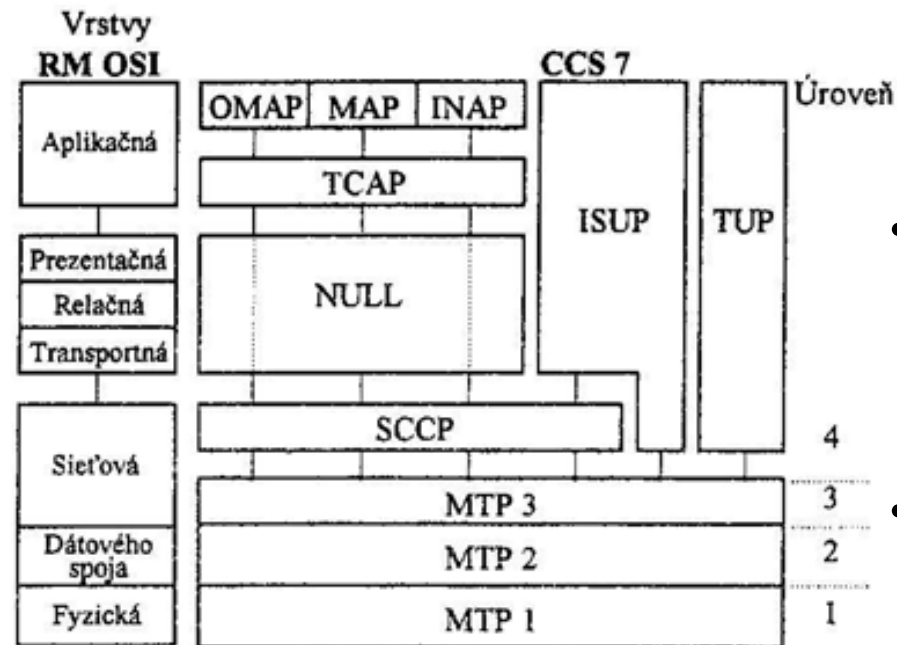 Vrstvy
RM OSI
CCS 7
Úroveň
Aplikačná
OMAP MAP INAP
TCAP
ISUP
TUP
Prezentačná
Relačná
Transportná
NULL
SCCP
4
Sieťová
MTP 3
3
Dátového
spoja
MTP 2
2
Fyzická
MTP 1
1